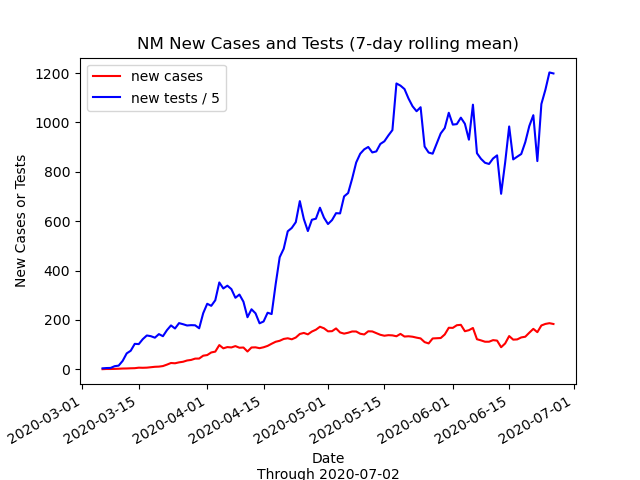 NM New Cases and Tests (7-day rolling mean)
new cases
new tests / 5
New Cases or Tests
1200
1000
800
600
400
200
0
2020-03-01
2020-03-15
2020-04-01
2020-04-15
2020-05-01
2020-05-15
2020-06-01
2020-06-15
2020-07-01
Date
Through 2020-07-02